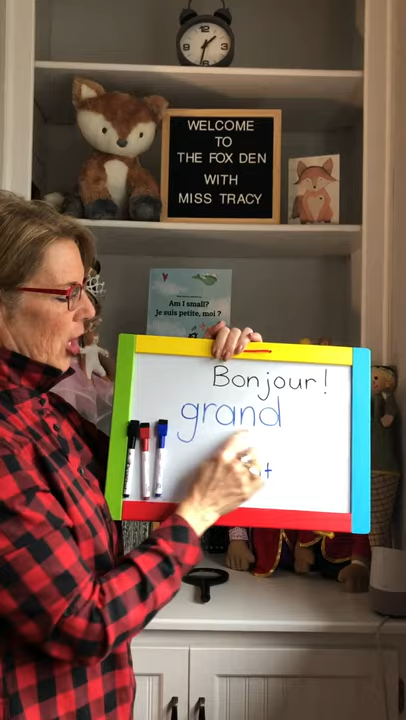 WELCOME
TO
THE FOX DEN
WITH
MISS TRACY
Am I small?
Je suis petite, moi ?
Bonjour!
grand